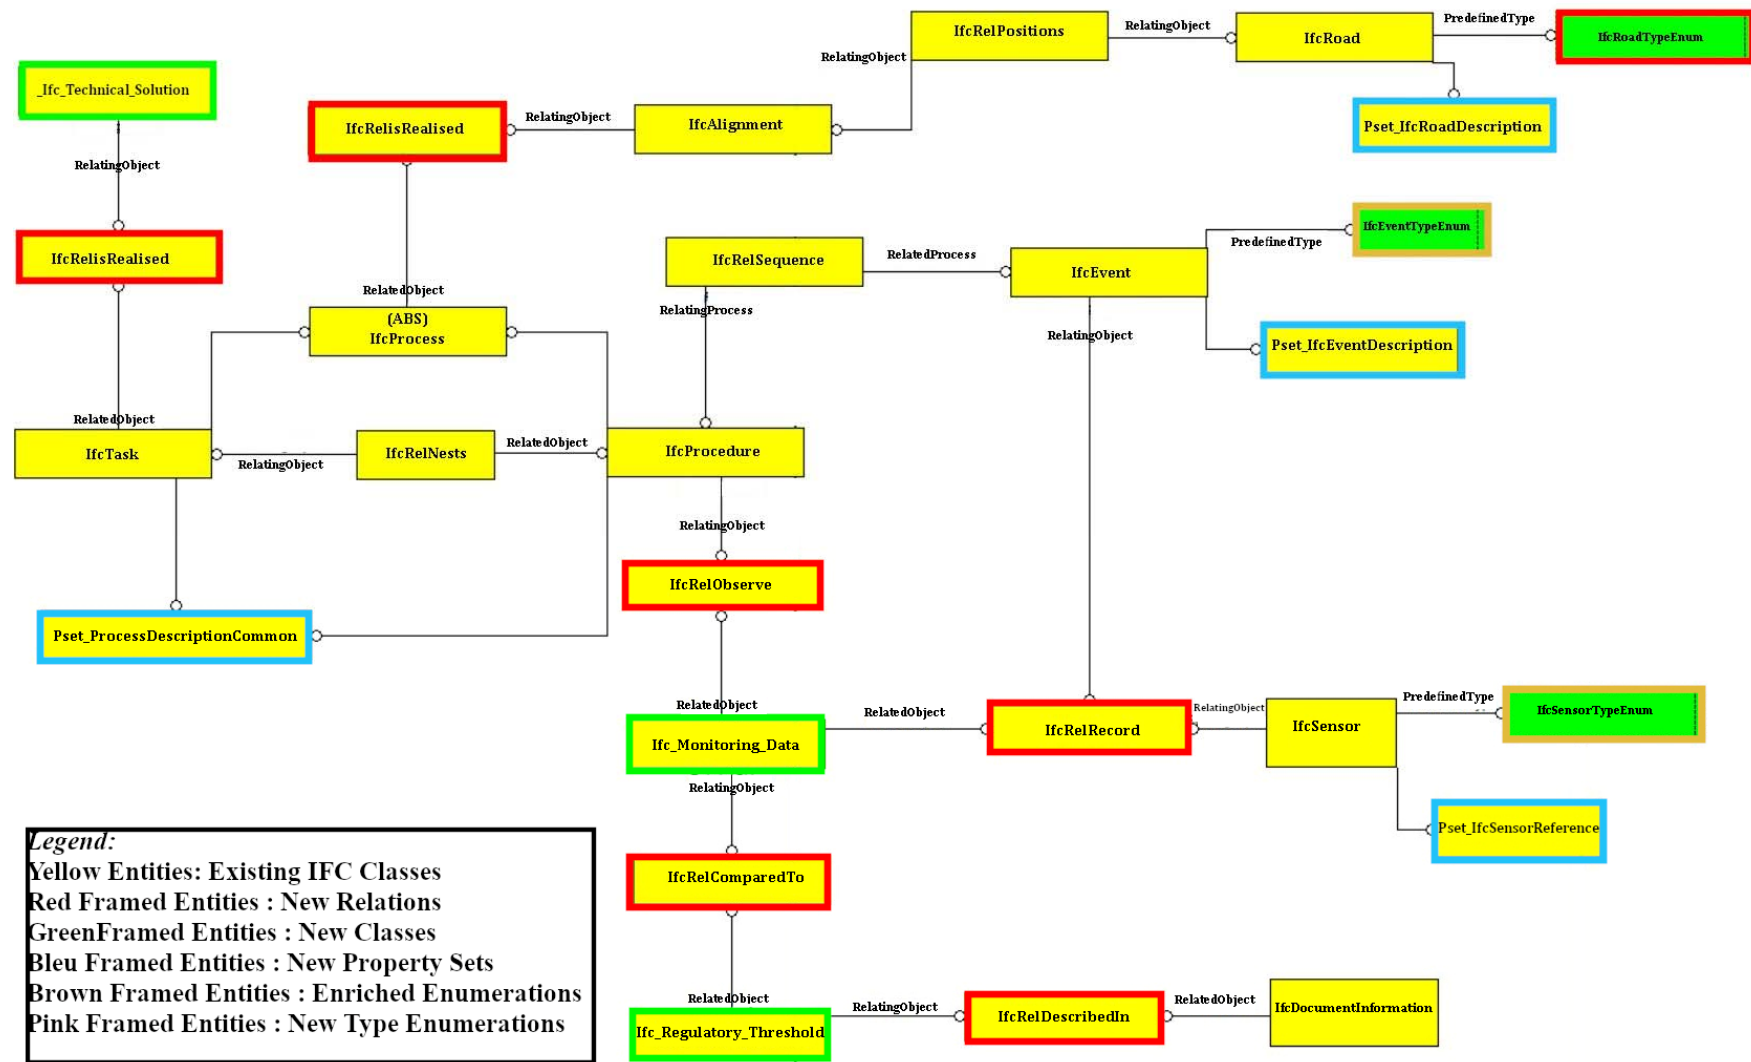 IfcRelPositions
RelatingObject
IfcRoad
PredefinedType
IfcRoadTypeEnum
RelatingObject
_Ifc_Technical_Solution
IfcRelisRealised
RelatingObject
IfcAlignment
Pset_IfcRoadDescription
RelatingObject
IfcRelisRealised
IfcRelSequence
RelatedProcess
IfcEvent
PredefinedType
IfcEventTypeEnum
RelatedObject
RelatingProcess
RelatingObject
(ABS)
IfcProcess
Pset_IfcEventDescription
RelatedObject
IfcTask
RelatingObject
IfcRelNests
RelatedObject
IfcProcedure
RelatingObject
IfcRelObserve
Pset_ProcessDescriptionCommon
RelatedObject
Ifc_Monitoring_Data
RelatedObject
IfcRelRecord
RelatingObject
IfcSensor
PredefinedType
IfcSensorTypeEnum
RelatingObject
Pset_IfcSensorReference
IfcRelComparedTo
RelatedObject
Ifc_Regulatory_Threshold
RelatingObject
IfcRelDescribedIn
RelatedObject
IfcDocumentInformation
Legend:
Yellow Entities: Existing IFC Classes
Red Framed Entities : New Relations
GreenFramed Entities : New Classes
Bleu Framed Entities : New Property Sets
Brown Framed Entities : Enriched Enumerations
Pink Framed Entities : New Type Enumerations